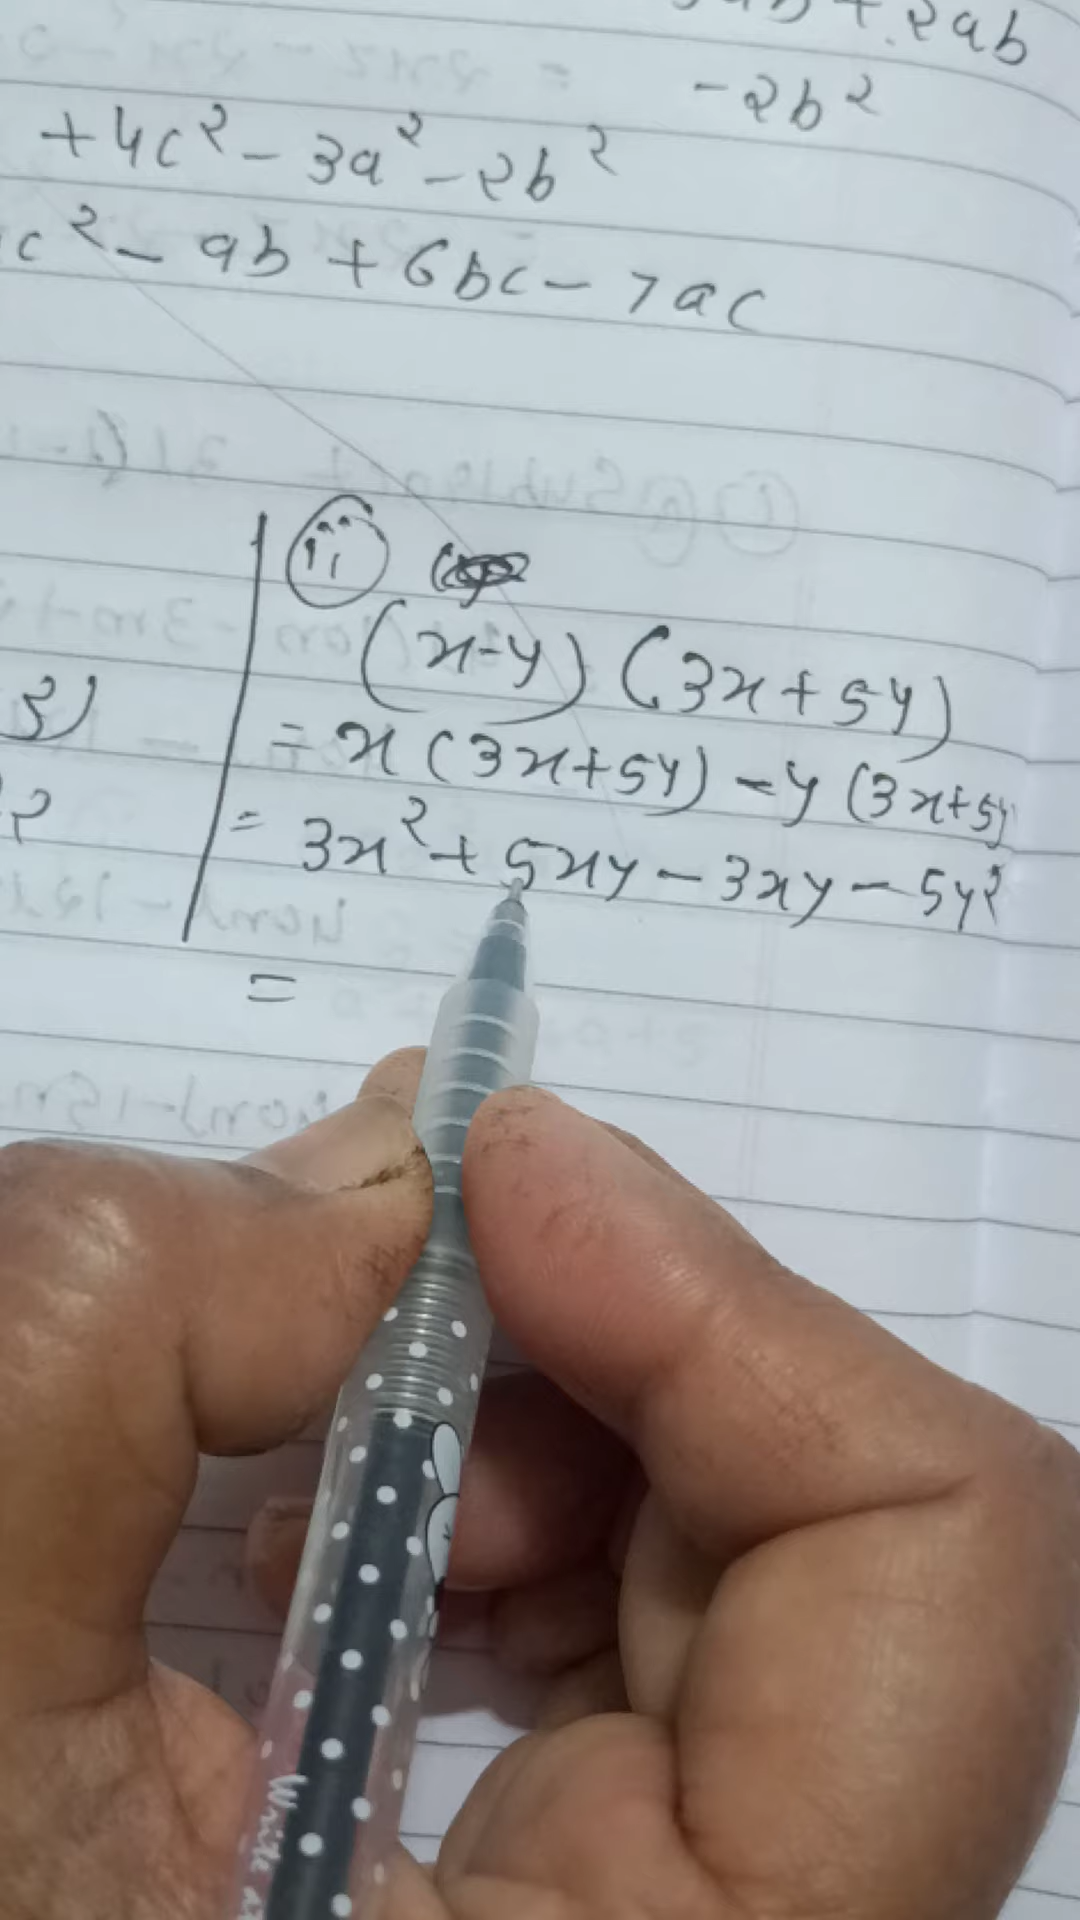 + 2ab
- 2b²
+4c² - 3a² - 2b²
c² - ab + 6bc - 7ac
ii
(x-y) (3x+5y)
= x (3x+5y) - y (3x+5y
= 3x² + 5xy - 3xy - 5y²
=